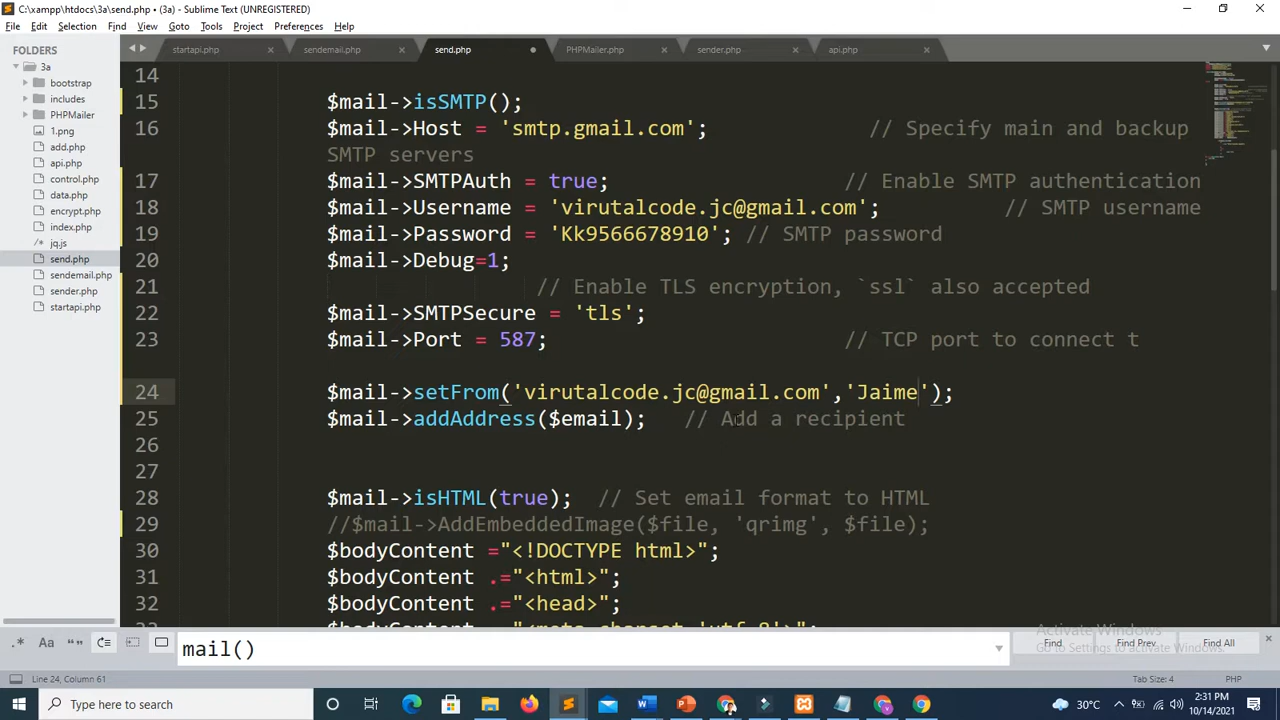 C:\xampp\htdocs\3a\send.php • (3a) - Sublime Text (UNREGISTERED)
File Edit Selection Find View Goto Tools Project Preferences Help
FOLDERS
3a
bootstrap
includes
PHPMailer
1.png
add.php
api.php
control.php
data.php
encrypt.php
index.php
jq.js
send.php
sendemail.php
sender.php
startapi.php
startapi.php sendemail.php send.php PHPMailer.php sender.php api.php
14
15 $mail->isSMTP();
16 $mail->Host = 'smtp.gmail.com'; // Specify main and backup
SMTP servers
17 $mail->SMTPAuth = true; // Enable SMTP authentication
18 $mail->Username = 'virutalcode.jc@gmail.com'; // SMTP username
19 $mail->Password = 'Kk9566678910'; // SMTP password
20 $mail->Debug=1;
21 // Enable TLS encryption, `ssl` also accepted
22 $mail->SMTPSecure = 'tls';
23 $mail->Port = 587; // TCP port to connect t
24 $mail->setFrom('virutalcode.jc@gmail.com','Jaime');
25 $mail->addAddress($email); // Add a recipient
26
27
28 $mail->isHTML(true); // Set email format to HTML
29 //$mail->AddEmbeddedImage($file, 'qrimg', $file);
30 $bodyContent ="<!DOCTYPE html>";
31 $bodyContent .="<html>";
32 $bodyContent .="<head>";
mail() Find Find Prev Find All
Activate Windows
Go to Settings to activate Windows.
Line 24, Column 61 Tab Size: 4 PHP
Type here to search 30°C 2:31 PM
10/14/2021